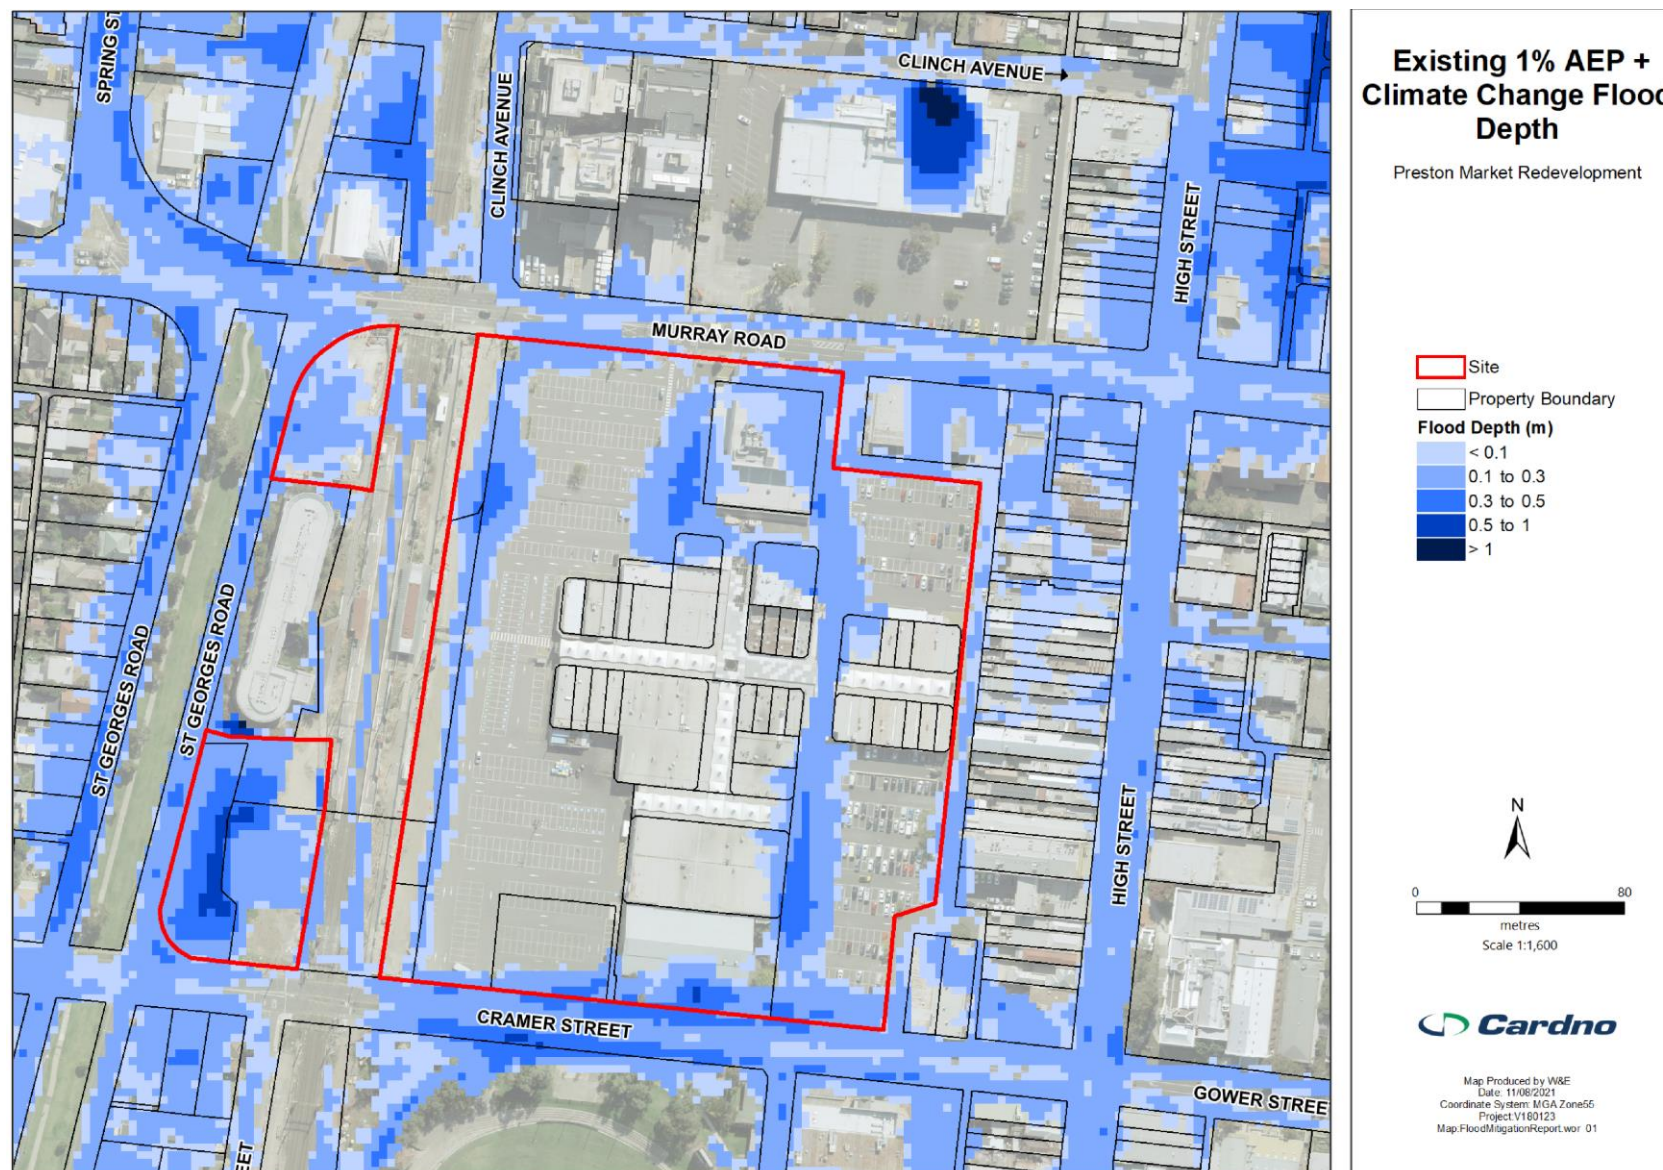 SPRING ST
CLINCH AVENUE
CLINCH AVENUE
HIGH STREET
MURRAY ROAD
ST GEORGES ROAD
ST GEORGES ROAD
HIGH STREET
CRAMER STREET
GOWER STREE
EET
Existing 1% AEP +
Climate Change Flood
Depth
Preston Market Redevelopment
Site
Property Boundary
Flood Depth (m)
< 0.1
0.1 to 0.3
0.3 to 0.5
0.5 to 1
> 1
N
0 80
metres
Scale 1:1,600
Cardno
Map Produced by W&E
Date: 11/08/2021
Coordinate System: MGA Zone55
Project:V180123
Map:FloodMitigationReport.wor 01